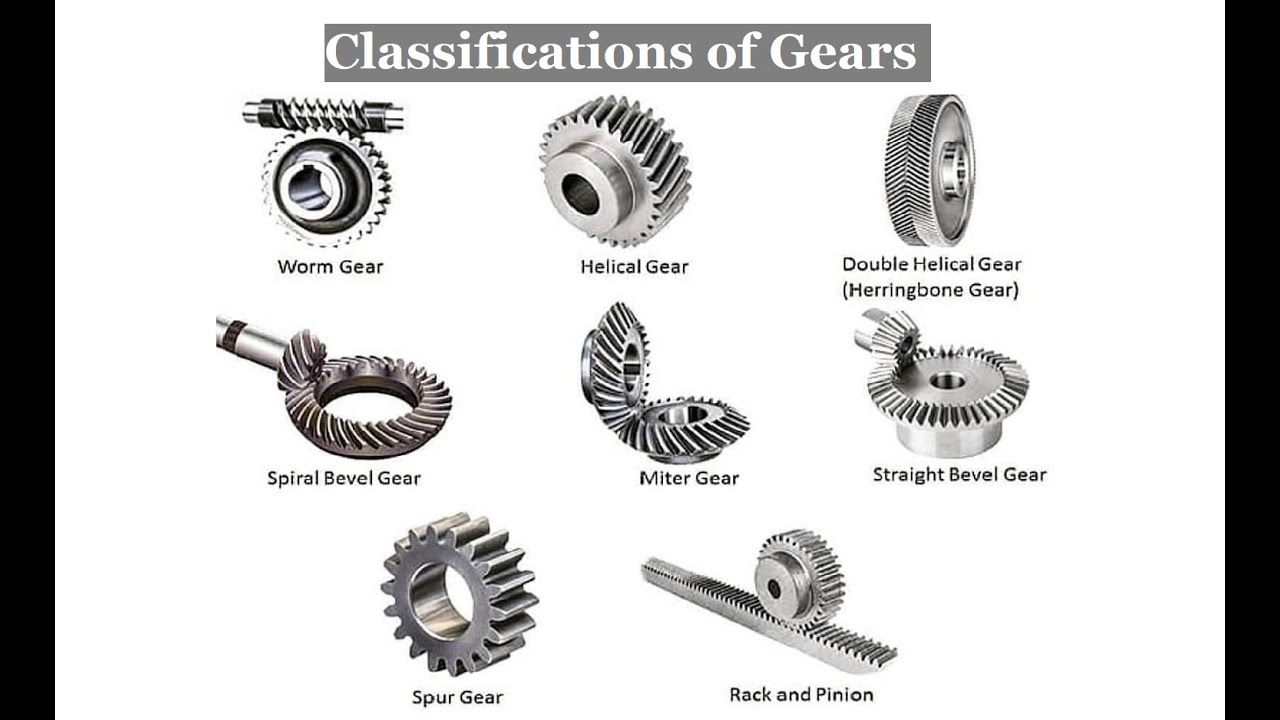 Classifications of Gears
Worm Gear
Helical Gear
Double Helical Gear
(Herringbone Gear)
Spiral Bevel Gear
Miter Gear
Straight Bevel Gear
Spur Gear
Rack and Pinion